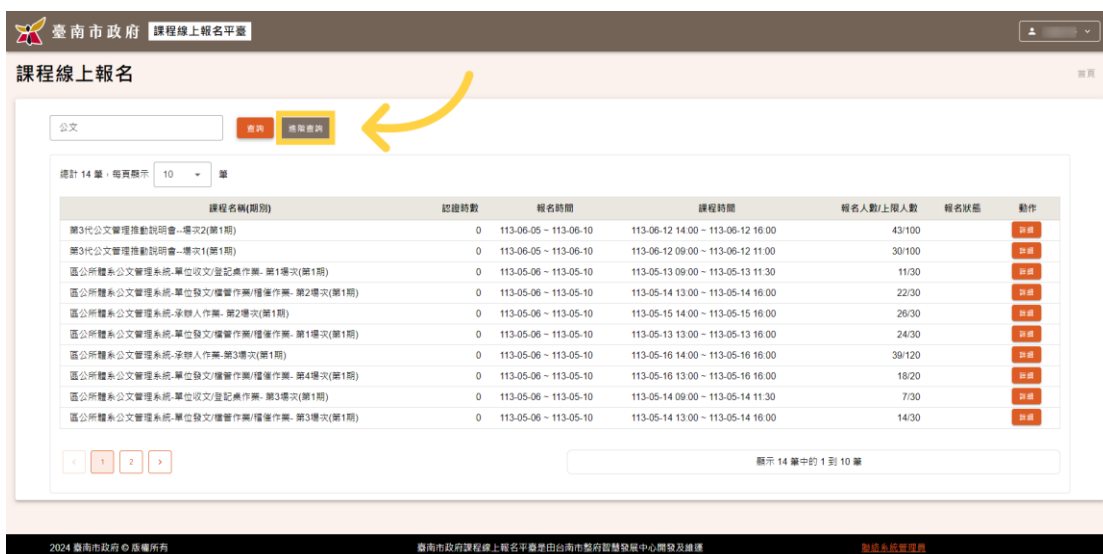 臺南市政府 課程線上報名平臺
課程線上報名
首頁
公文 查詢 進階查詢
總計 14 筆，每頁顯示 10 筆
課程名稱(期別) 認證時數 報名時間 課程時間 報名人數/上限人數 報名狀態 動作
第3代公文管理推動說明會--場次2(第1期) 0 113-06-05 ~ 113-06-10 113-06-12 14:00 ~ 113-06-12 16:00 43/100 詳細
第3代公文管理推動說明會--場次1(第1期) 0 113-06-05 ~ 113-06-10 113-06-12 09:00 ~ 113-06-12 11:00 30/100 詳細
區公所體系公文管理系統-單位收文/登記桌作業- 第1場次(第1期) 0 113-05-06 ~ 113-05-10 113-05-13 09:00 ~ 113-05-13 11:30 11/30 詳細
區公所體系公文管理系統-單位發文/檔管作業/稽催作業- 第2場次(第1期) 0 113-05-06 ~ 113-05-10 113-05-14 13:00 ~ 113-05-14 16:00 22/30 詳細
區公所體系公文管理系統-承辦人作業- 第2場次(第1期) 0 113-05-06 ~ 113-05-10 113-05-15 14:00 ~ 113-05-15 16:00 26/30 詳細
區公所體系公文管理系統-單位發文/檔管作業/稽催作業- 第1場次(第1期) 0 113-05-06 ~ 113-05-10 113-05-13 13:00 ~ 113-05-13 16:00 24/30 詳細
區公所體系公文管理系統-承辦人作業-第3場次(第1期) 0 113-05-06 ~ 113-05-10 113-05-16 14:00 ~ 113-05-16 16:00 39/120 詳細
區公所體系公文管理系統-單位發文/檔管作業/稽催作業- 第4場次(第1期) 0 113-05-06 ~ 113-05-10 113-05-16 13:00 ~ 113-05-16 16:00 18/20 詳細
區公所體系公文管理系統-單位收文/登記桌作業- 第3場次(第1期) 0 113-05-06 ~ 113-05-10 113-05-14 09:00 ~ 113-05-14 11:30 7/30 詳細
區公所體系公文管理系統-單位發文/檔管作業/稽催作業- 第3場次(第1期) 0 113-05-06 ~ 113-05-10 113-05-14 13:00 ~ 113-05-14 16:00 14/30 詳細
‹ 1 2 › 顯示 14 筆中的 1 到 10 筆
2024 臺南市政府 © 版權所有 臺南市政府課程線上報名平臺是由台南市整府智慧發展中心開發及維運 聯絡系統管理員